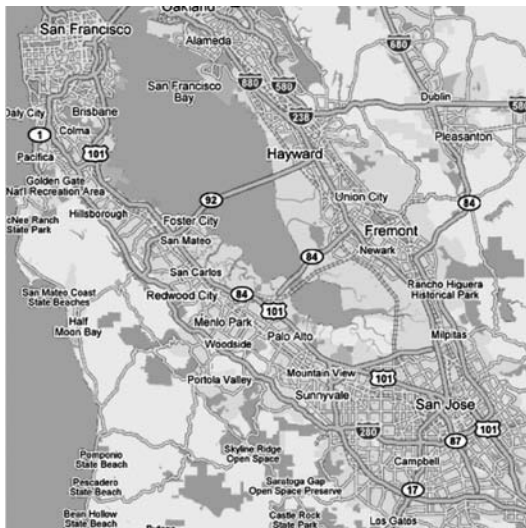 Oakland
San Francisco
Alameda
880
580
680
San Francisco
Bay
238
Dublin
580
Daly City
Brisbane
Colma
1
101
Pacifica
Pleasanton
Hayward
Golden Gate
Nat'l Recreation Area
92
Union City
84
McNee Ranch
State Park
Hillsborough
Foster City
Fremont
San Mateo
84
Newark
San Carlos
San Mateo Coast
State Beaches
Redwood City
84
101
Rancho Higuera
Historical Park
Half
Moon Bay
Menlo Park
Woodside
Palo Alto
Milpitas
Portola Valley
Mountain View
101
Sunnyvale
San Jose
280
87
101
Pomponio
State Beach
Skyline Ridge
Open Space
Campbell
Pescadero
State Beach
Saratoga Gap
Open Space Preserve
17
Bean Hollow
State Beach
Castle Rock
State Park
Los Gatos